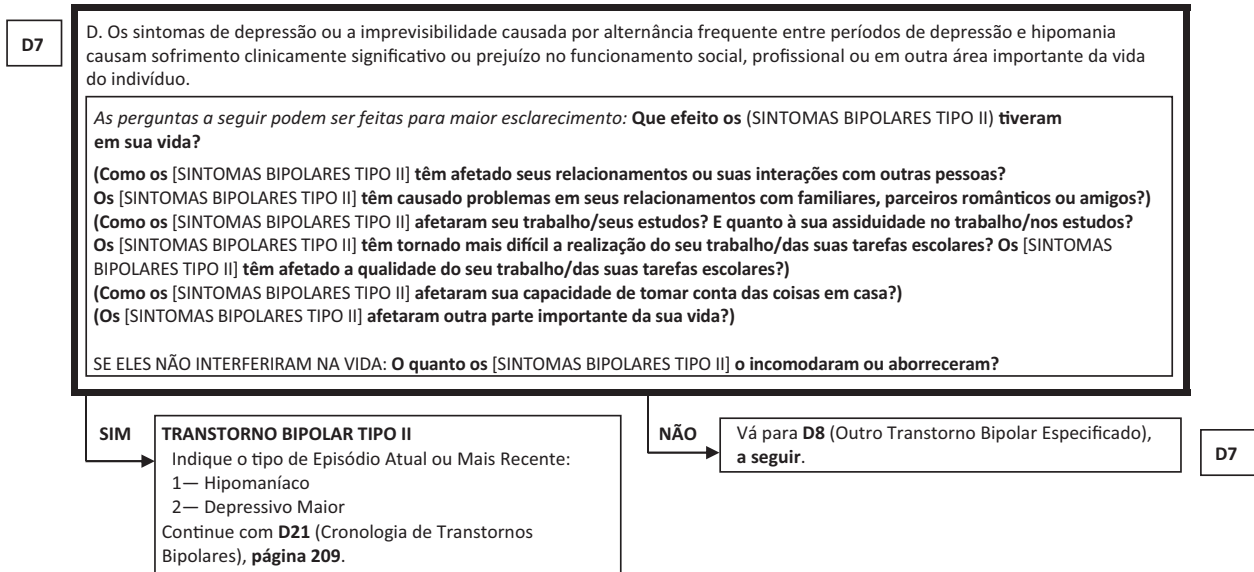 D7
D. Os sintomas de depressão ou a imprevisibilidade causada por alternância frequente entre períodos de depressão e hipomania
causam sofrimento clinicamente significativo ou prejuízo no funcionamento social, profissional ou em outra área importante da vida
do indivíduo.
As perguntas a seguir podem ser feitas para maior esclarecimento: Que efeito os (SINTOMAS BIPOLARES TIPO II) tiveram
em sua vida?
(Como os [SINTOMAS BIPOLARES TIPO II] têm afetado seus relacionamentos ou suas interações com outras pessoas?
Os [SINTOMAS BIPOLARES TIPO II] têm causado problemas em seus relacionamentos com familiares, parceiros românticos ou amigos?)
(Como os [SINTOMAS BIPOLARES TIPO II] afetaram seu trabalho/seus estudos? E quanto à sua assiduidade no trabalho/nos estudos?
Os [SINTOMAS BIPOLARES TIPO II] têm tornado mais difícil a realização do seu trabalho/das suas tarefas escolares? Os [SINTOMAS
BIPOLARES TIPO II] têm afetado a qualidade do seu trabalho/das suas tarefas escolares?)
(Como os [SINTOMAS BIPOLARES TIPO II] afetaram sua capacidade de tomar conta das coisas em casa?)
(Os [SINTOMAS BIPOLARES TIPO II] afetaram outra parte importante da sua vida?)
SE ELES NÃO INTERFERIRAM NA VIDA: O quanto os [SINTOMAS BIPOLARES TIPO II] o incomodaram ou aborreceram?
SIM
TRANSTORNO BIPOLAR TIPO II
Indique o tipo de Episódio Atual ou Mais Recente:
1— Hipomaníaco
2— Depressivo Maior
Continue com D21 (Cronologia de Transtornos
Bipolares), página 209.
NÃO
Vá para D8 (Outro Transtorno Bipolar Especificado),
a seguir.
D7